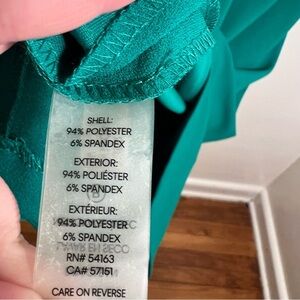 SHELL:
94% POLYESTER
6% SPANDEX
EXTERIOR:
94% POLIÉSTER
6% SPANDEX
EXTÉRIEUR:
94% POLYESTER
6% SPANDEX
RN# 54163
CA# 57151
CARE ON REVERSE